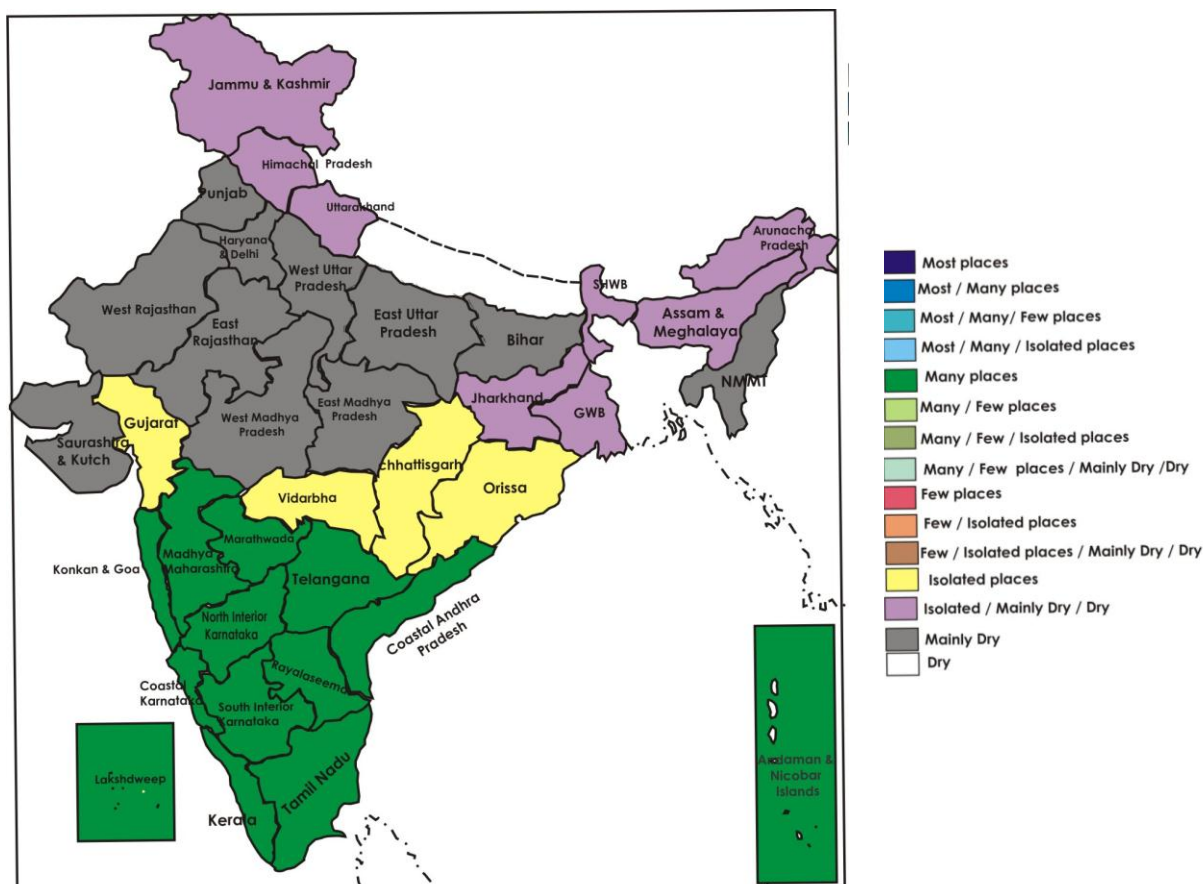 Jammu & Kashmir
Himachal Pradesh
Punjab
Uttarakhand
Haryana
& Delhi
West Uttar
Pradesh
Arunachal
Pradesh
SHWB
West Rajasthan
East
Rajasthan
East Uttar
Pradesh
Bihar
Assam &
Meghalaya
NMMT
Jharkhand
GWB
Gujarat
West Madhya
Pradesh
East Madhya
Pradesh
Saurashtra
& Kutch
chhattisgarh
Orissa
Vidarbha
Marathwada
Madhya
Maharashtra
Konkan & Goa
Telangana
North Interior
Karnataka
Coastal Andhra
Pradesh
Rayalaseema
Coastal
Karnataka
South Interior
Karnataka
Lakshdweep
Kerala
Tamil Nadu
Andaman &
Nicobar
Islands
Most places
Most / Many places
Most / Many/ Few places
Most / Many / Isolated places
Many places
Many / Few places
Many / Few / Isolated places
Many / Few places / Mainly Dry /Dry
Few places
Few / Isolated places
Few / Isolated places / Mainly Dry / Dry
Isolated places
Isolated / Mainly Dry / Dry
Mainly Dry
Dry